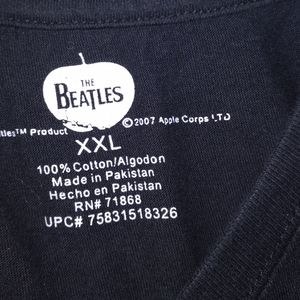 THE
BEATLES
tles™ Product ©2007 Apple Corps LTD
XXL
100% Cotton/Algodon
Made in Pakistan
Hecho en Pakistan
RN# 71868
UPC# 75831518326